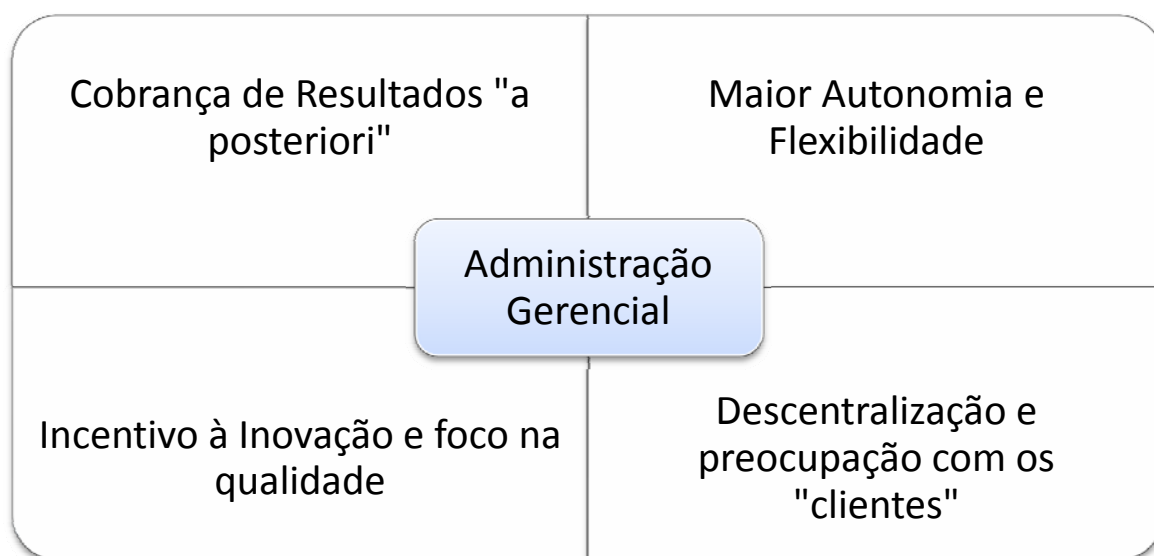 Cobrança de Resultados "a
posteriori"
Maior Autonomia e
Flexibilidade
Administração
Gerencial
Incentivo à Inovação e foco na
qualidade
Descentralização e
preocupação com os
"clientes"